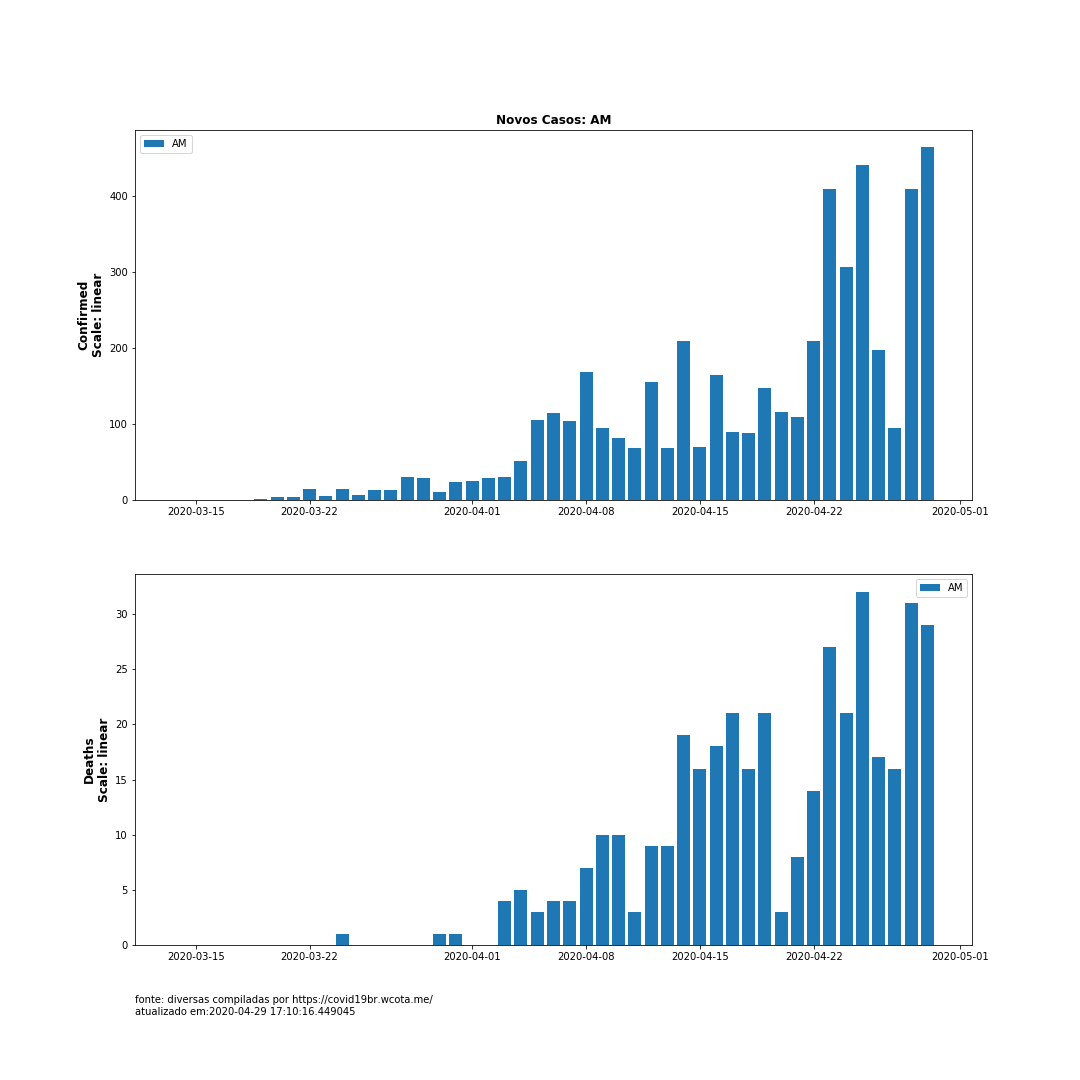 Novos Casos: AM
AM
Confirmed
Scale: linear
400
300
200
100
0
2020-03-15 2020-03-22 2020-04-01 2020-04-08 2020-04-15 2020-04-22 2020-05-01
AM
Deaths
Scale: linear
30
25
20
15
10
5
0
2020-03-15 2020-03-22 2020-04-01 2020-04-08 2020-04-15 2020-04-22 2020-05-01
fonte: diversas compiladas por https://covid19br.wcota.me/
atualizado em:2020-04-29 17:10:16.449045